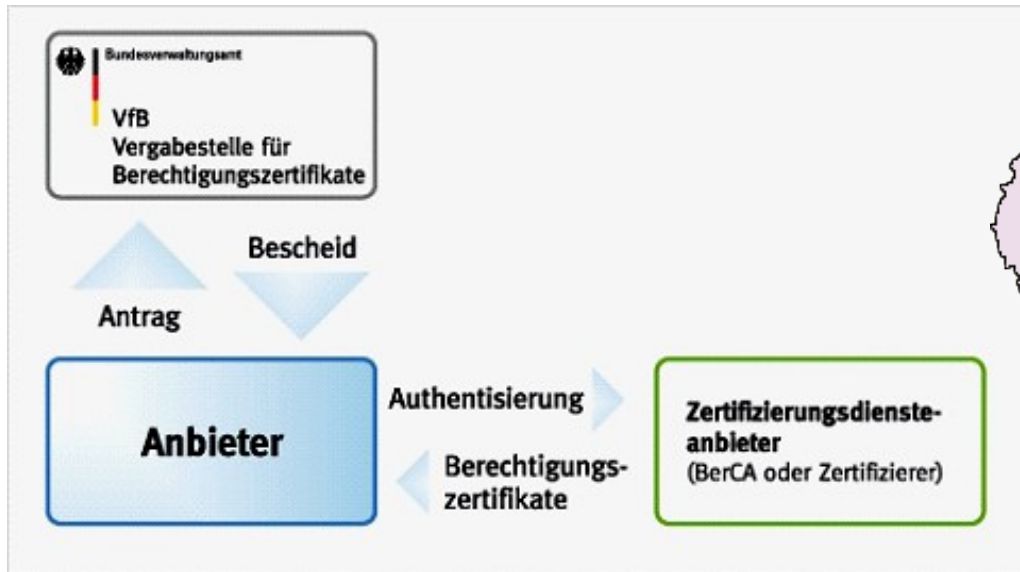 Bundesverwaltungsamt
VfB
Vergabestelle für
Berechtigungszertifikate
Bescheid
Antrag
Anbieter
Authentisierung
Berechtigungs-
zertifikate
Zertifizierungsdienste-
anbieter
(BerCA oder Zertifizierer)